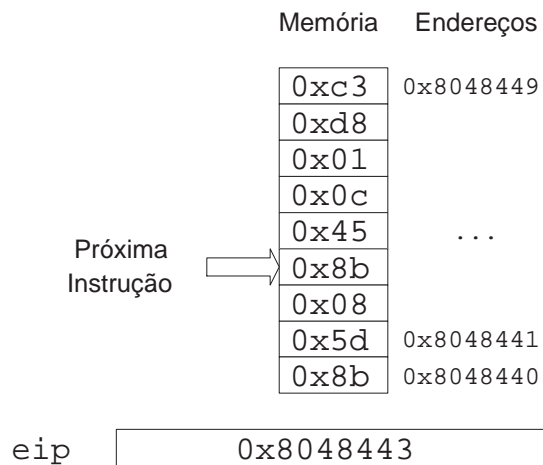 Memória Endereços
0xc3 0x8048449
0xd8
0x01
0x0c
0x45 ...
Próxima
Instrução
0x8b
0x08
0x5d 0x8048441
0x8b 0x8048440
eip 0x8048443